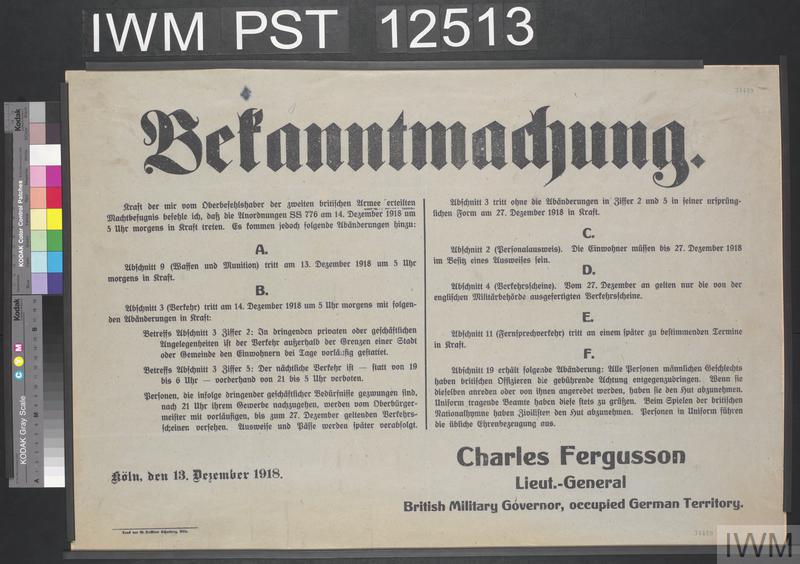 IWM PST 12513
Bekanntmachung.
Kraft der mir vom Oberbefehlshaber der zweiten britischen Armee erteilten
Machtbefugnis befehle ich, daß die Anordnungen SS 776 am 14. Dezember 1918 um
5 Uhr morgens in Kraft treten. Es kommen jedoch folgende Abänderungen hinzu:
A.
Abschnitt 9 (Waffen und Munition) tritt am 13. Dezember 1918 um 5 Uhr
morgens in Kraft.
B.
Abschnitt 3 (Verkehr) tritt am 14. Dezember 1918 um 5 Uhr morgens mit folgen-
den Abänderungen in Kraft:
Betreffs Abschnitt 3 Ziffer 2: In dringenden privaten oder geschäftlichen
Angelegenheiten ist der Verkehr außerhalb der Grenzen einer Stadt
oder Gemeinde den Einwohnern bei Tage vorläufig gestattet.
Betreffs Abschnitt 3 Ziffer 5: Der nächtliche Verkehr ist — statt von 19
bis 6 Uhr — vorderhand von 21 bis 5 Uhr verboten.
Personen, die infolge dringender geschäftlicher Bedürfnisse gezwungen sind,
nach 21 Uhr ihrem Gewerbe nachzugehen, werden vom Oberbürger-
meister mit vorläufigen, bis zum 27. Dezember geltenden Verkehrs-
scheinen versehen. Ausweise und Pässe werden später verabfolgt.
Abschnitt 3 tritt ohne die Abänderungen in Ziffer 2 und 5 in seiner ursprüng-
lichen Form am 27. Dezember 1918 in Kraft.
C.
Abschnitt 2 (Personalausweis). Die Einwohner müssen bis 27. Dezember 1918
im Besitz eines Ausweises sein.
D.
Abschnitt 4 (Verkehrscheine). Vom 27. Dezember an gelten nur die von der
englischen Militärbehörde ausgefertigten Verkehrscheine.
E.
Abschnitt 11 (Fernsprechverkehr) tritt an einem später zu bestimmenden Termine
in Kraft.
F.
Abschnitt 19 erhält folgende Abänderung: Alle Personen männlichen Geschlechts
haben britischen Offizieren die gebührende Achtung entgegenzubringen. Wenn sie
dieselben anreden oder von ihnen angeredet werden, haben sie den Hut abzunehmen.
Uniform tragende Beamte haben diese stets zu grüßen. Beim Spielen der britischen
Nationalhymne haben Zivilisten den Hut abzunehmen. Personen in Uniform führen
die übliche Ehrenbezeugung aus.
Köln, den 13. Dezember 1918.
Charles Fergusson
Lieut.-General
British Military Governor, occupied German Territory.
Kodak
KODAK Color Control Patches
Kodak
C Y M
KODAK Gray Scale
A
M
B
IWM